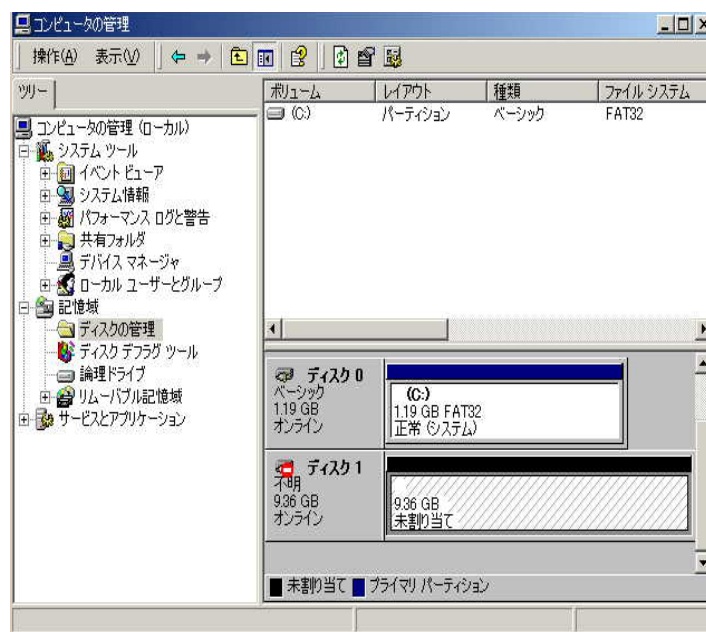 コンピュータの管理
操作(A) 表示(V)
ツリー
コンピュータの管理 (ローカル)
システム ツール
イベント ビューア
システム情報
パフォーマンス ログと警告
共有フォルダ
デバイス マネージャ
ローカル ユーザーとグループ
記憶域
ディスクの管理
ディスク デフラグ ツール
論理ドライブ
リムーバブル記憶域
サービスとアプリケーション
ボリューム レイアウト 種類 ファイル システム
(C:) パーティション ベーシック FAT32
ディスク 0
ベーシック
1.19 GB
オンライン
(C:)
1.19 GB FAT32
正常 (システム)
ディスク 1
不明
9.36 GB
オンライン
9.36 GB
未割り当て
未割り当て プライマリ パーティション